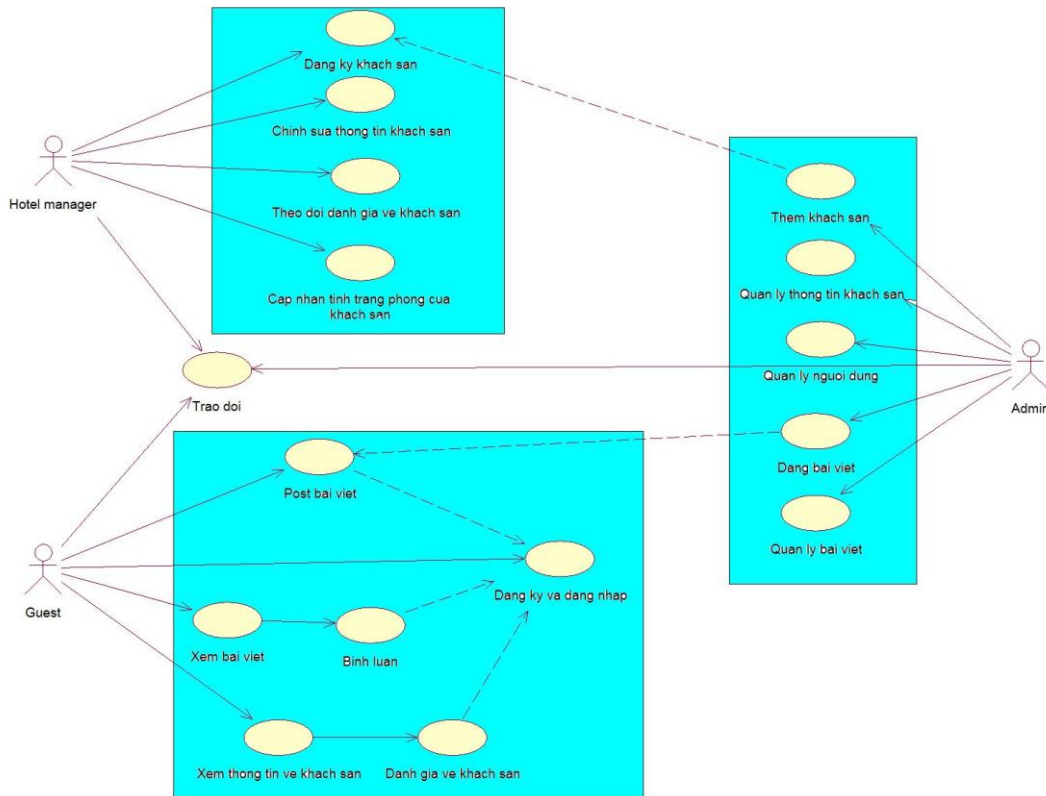 Dang ky khach san
Chinh sua thong tin khach san
Hotel manager
Theo doi danh gia ve khach san
Them khach san
Cap nhan tinh trang phong cua
khach san
Quan ly thong tin khach san
Trao doi
Quan ly nguoi dung
Admin
Dang bai viet
Post bai viet
Quan ly bai viet
Guest
Dang ky va dang nhap
Xem bai viet
Binh luan
Xem thong tin ve khach san
Danh gia ve khach san